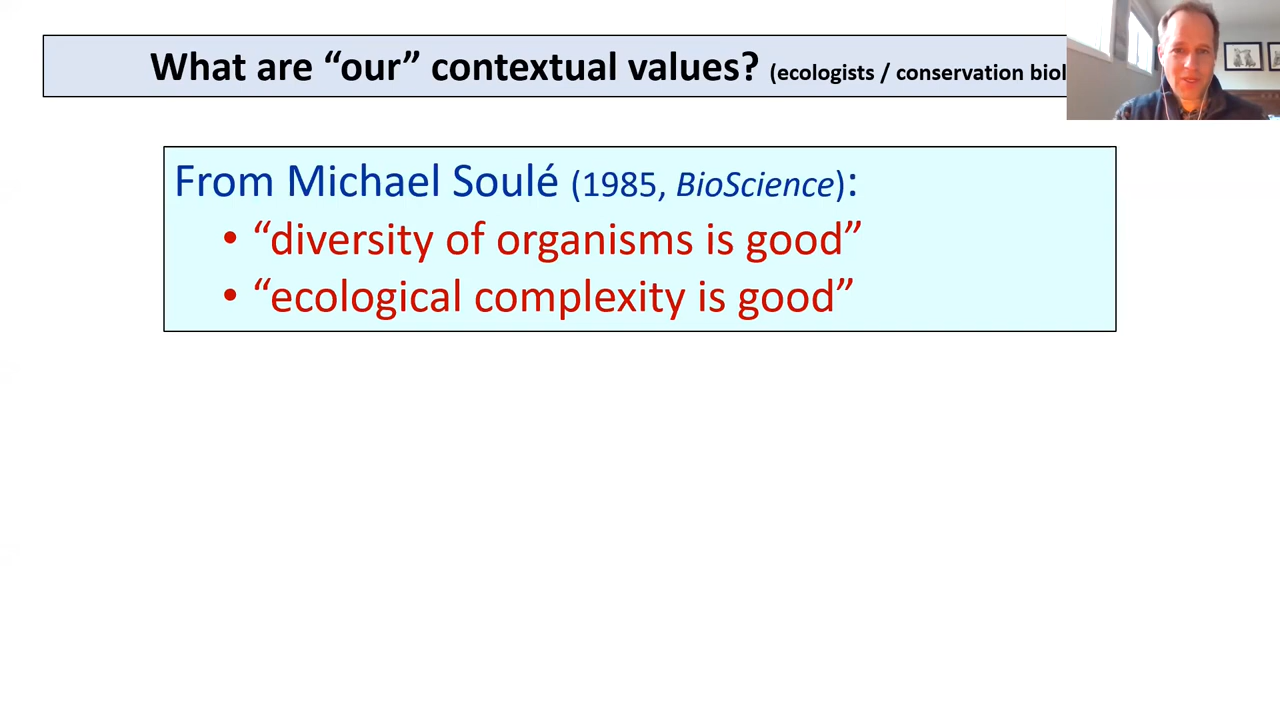 What are “our” contextual values? (ecologists / conservation
From Michael Soulé (1985, BioScience):
• “diversity of organisms is good”
• “ecological complexity is good”